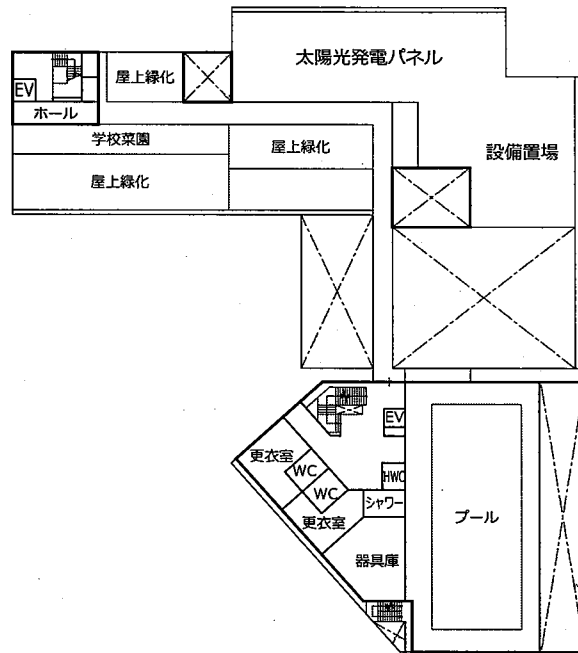 太陽光発電パネル
屋上緑化
EV
ホール
学校菜園
屋上緑化
設備置場
屋上緑化
EV
更衣室
WC
HWC
WC
シャワー
更衣室
プール
器具庫